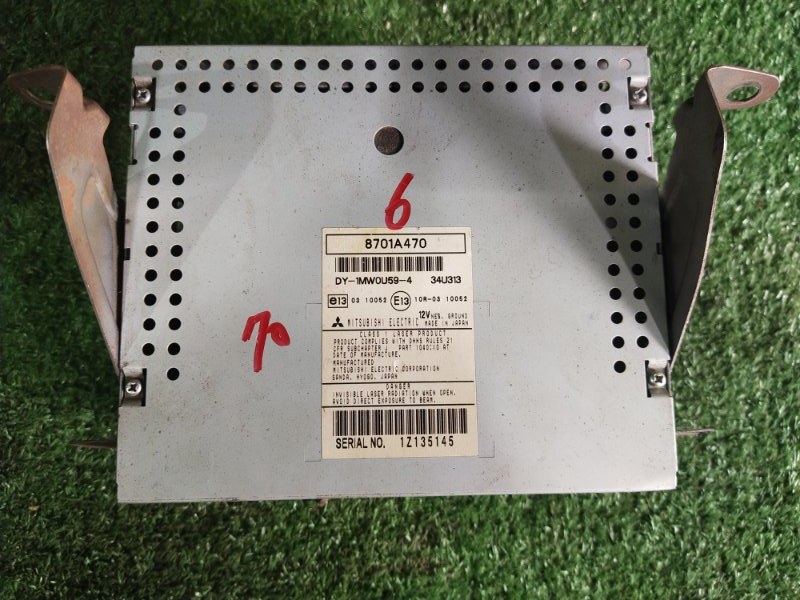 6
8701A470
DY-1MW0U59-4 34U313
e13 03 10052 E13 10R-03 10052
12V NEG. GROUND
MITSUBISHI ELECTRIC MADE IN JAPAN
CLASS 1 LASER PRODUCT
PRODUCT COMPLIES WITH DHHS RULES 21
CFR SUBCHAPTER J PART 1040:10 AT
DATE OF MANUFACTURE.
MANUFACTURED
MITSUBISHI ELECTRIC CORPORATION
SANDA, HYOGO, JAPAN
DANGER
INVISIBLE LASER RADIATION WHEN OPEN.
AVOID DIRECT EXPOSURE TO BEAM.
SERIAL NO. 1Z135145
70